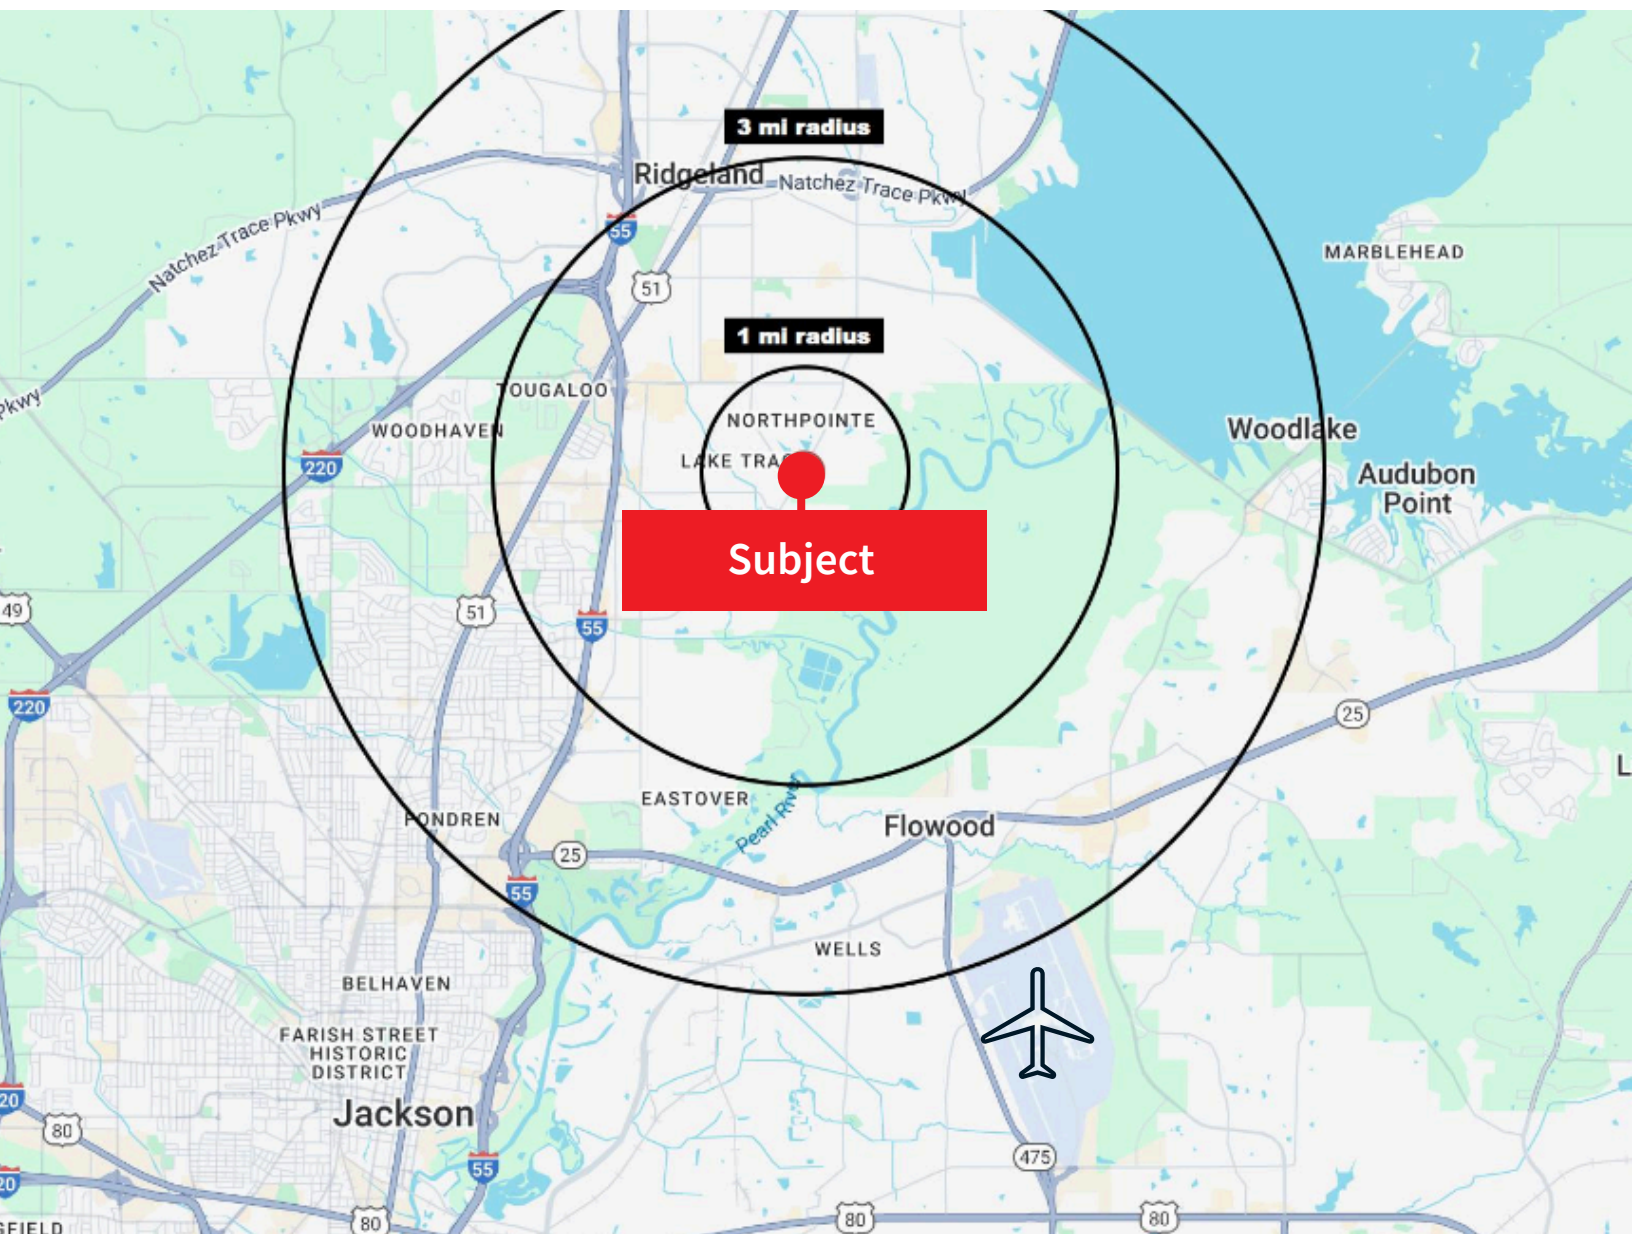 3 mi radius
Ridgeland
Natchez Trace Pkwy
Natchez Trace Pkwy
55
MARBLEHEAD
51
1 mi radius
TOUGALOO
Pkwy
NORTHPOINTE
WOODHAVEN
Woodlake
LAKE
220
Audubon
Point
Subject
49
51
55
220
25
EASTOVER
Pearl River
FONDREN
Flowood
25
55
WELLS
BELHAVEN
FARISH STREET
HISTORIC
DISTRICT
20
Jackson
80
475
55
20
80
80
80